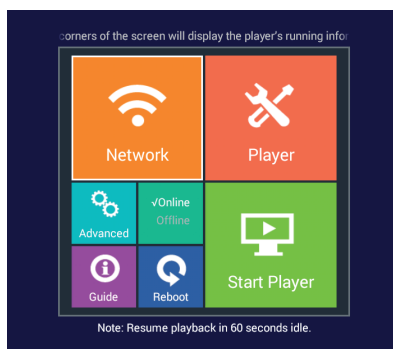 corners of the screen will display the player's running infor
Network
Player
√Online
Offline
Advanced
Guide
Reboot
Start Player
Note: Resume playback in 60 seconds idle.